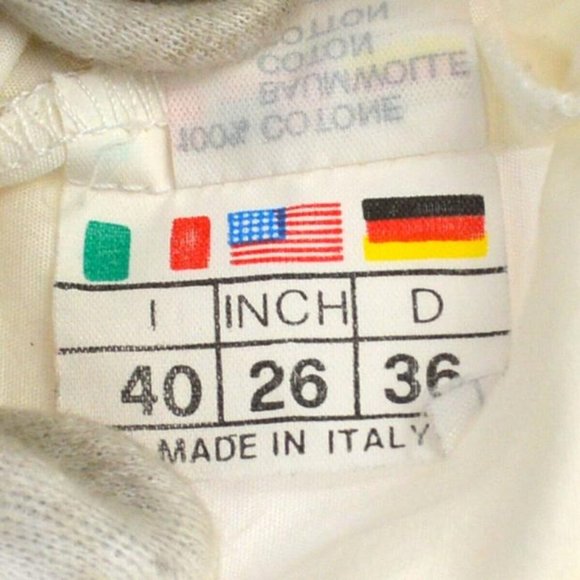 COTTON
COTON
BAUMWOLLE
100% COTONE
I INCH D
40 26 36
MADE IN ITALY